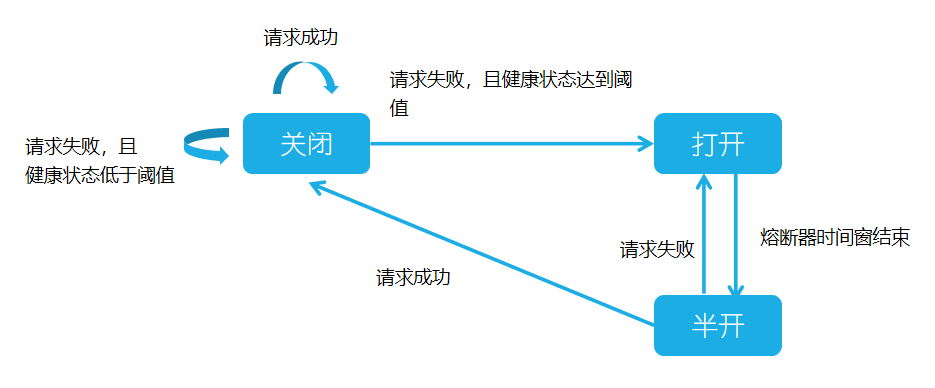 请求成功
请求失败，且健康状态达到阈
值
关闭
打开
请求失败，且
健康状态低于阈值
请求失败
熔断器时间窗结束
请求成功
半开